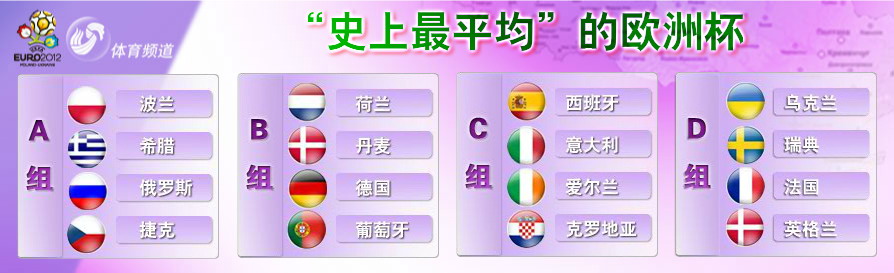 “史上最平均”的欧洲杯
EURO2012
POLAND-UKRAINE
体育频道
A
组
波兰
希腊
俄罗斯
捷克
B
组
荷兰
丹麦
德国
葡萄牙
C
组
西班牙
意大利
爱尔兰
克罗地亚
D
组
乌克兰
瑞典
法国
英格兰